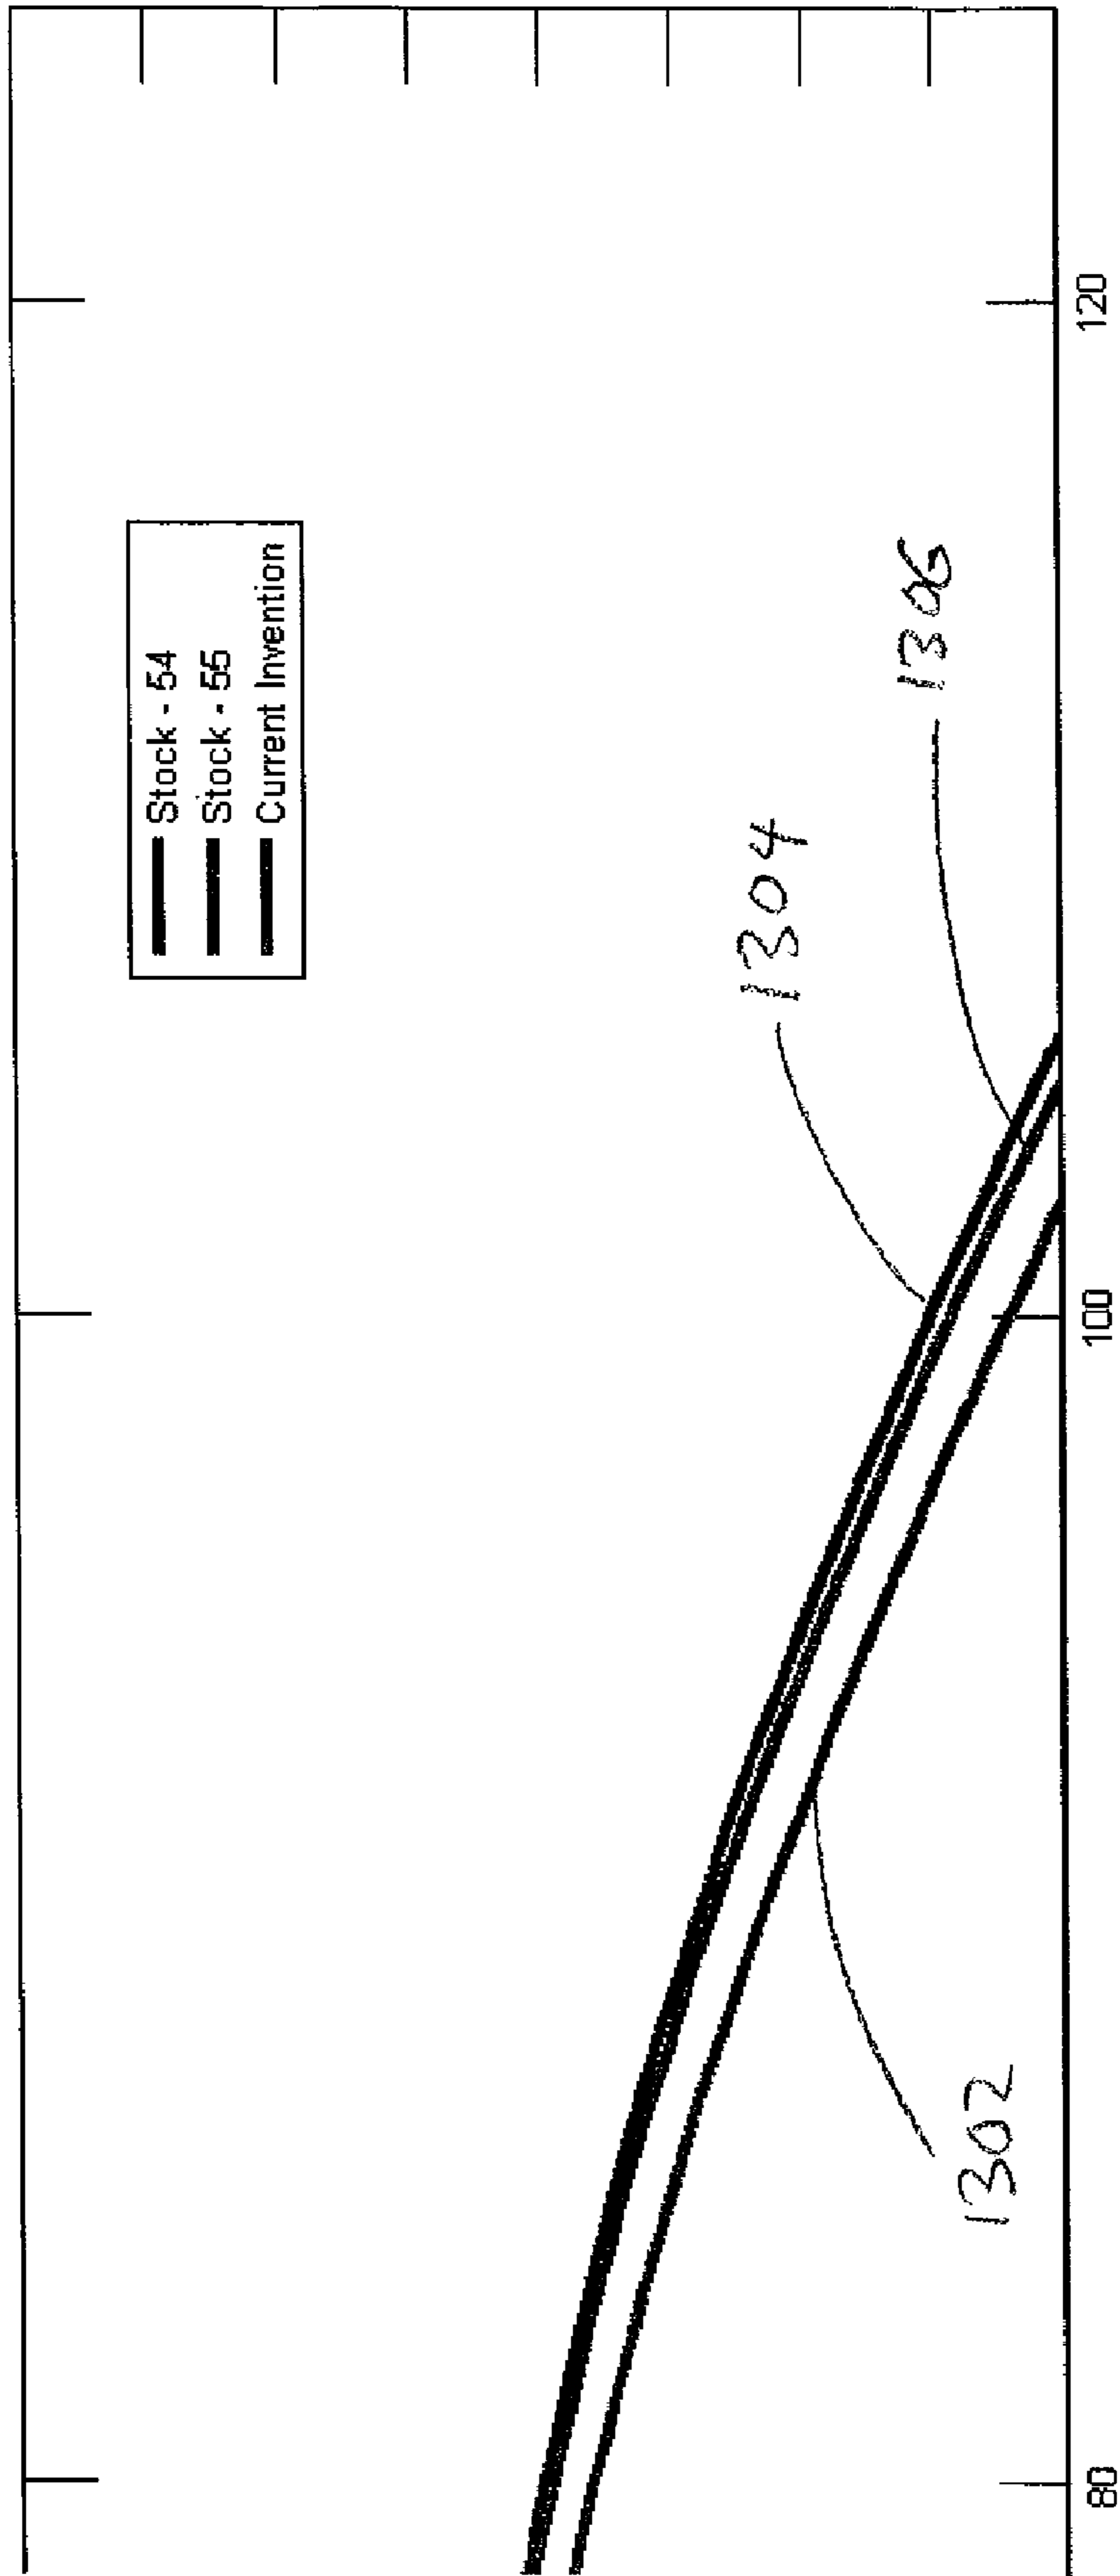 Stock - 54
Stock - 55
Current Invention
1304
1306
1302
80
100
120